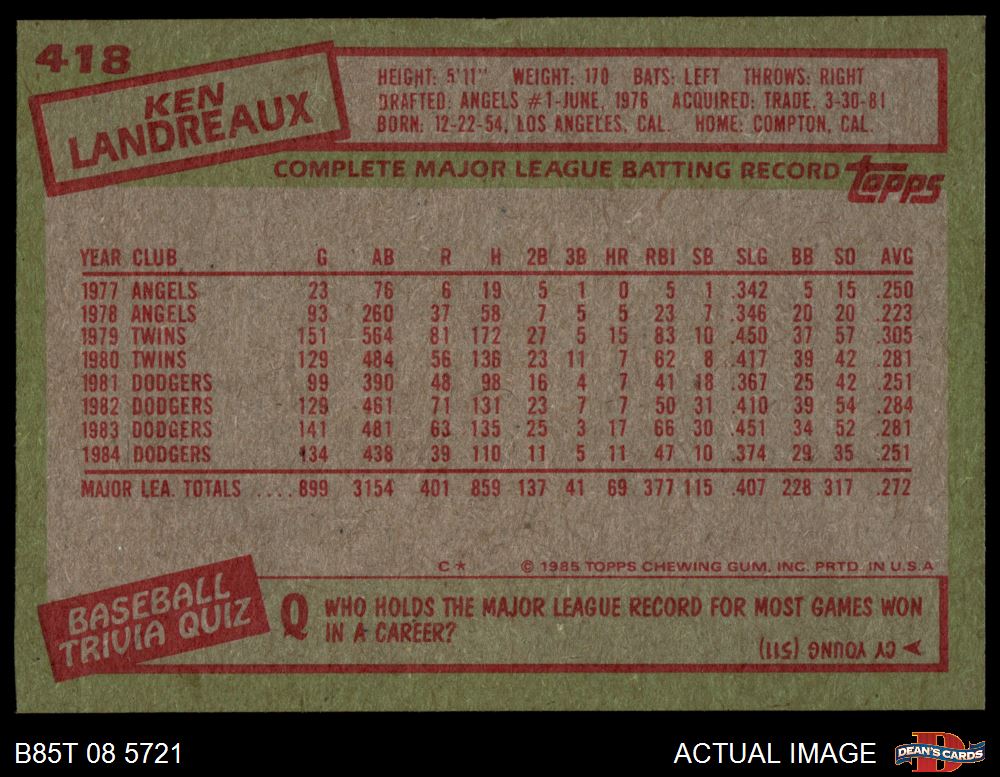 418
KEN
LANDREAUX
HEIGHT: 5'11" WEIGHT: 170 BATS: LEFT THROWS: RIGHT
DRAFTED: ANGELS #1-JUNE, 1976 ACQUIRED: TRADE, 3-30-81
BORN: 12-22-54, LOS ANGELES, CAL. HOME: COMPTON, CAL.
COMPLETE MAJOR LEAGUE BATTING RECORD topps
YEAR CLUB G AB R H 2B 3B HR RBI SB SLG BB SO AVG
1977 ANGELS 23 76 6 19 5 1 0 5 1 .342 5 15 .250
1978 ANGELS 93 260 37 58 7 5 5 23 7 .346 20 20 .223
1979 TWINS 151 564 81 172 27 5 15 83 10 .450 37 57 .305
1980 TWINS 129 484 56 136 23 11 7 62 8 .417 39 42 .281
1981 DODGERS 99 390 48 98 16 4 7 41 18 .367 25 42 .251
1982 DODGERS 129 461 71 131 23 7 7 50 31 .410 39 54 .284
1983 DODGERS 141 481 63 135 25 3 17 66 30 .451 34 52 .281
1984 DODGERS 134 438 39 110 11 5 11 47 10 .374 29 35 .251
MAJOR LEA. TOTALS .... 899 3154 401 859 137 41 69 377 115 .407 228 317 .272
C* © 1985 TOPPS CHEWING GUM, INC. PRTD. IN U.S.A
BASEBALL
TRIVIA QUIZ
Q WHO HOLDS THE MAJOR LEAGUE RECORD FOR MOST GAMES WON
IN A CAREER?
CY YOUNG (511)
B85T 08 5721
ACTUAL IMAGE
D
DEAN'S CARDS